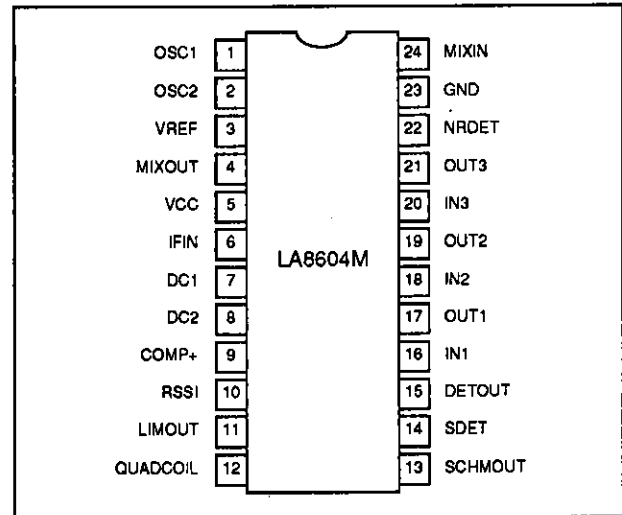 OSC1 1 24 MIXIN
OSC2 2 23 GND
VREF 3 22 NRDET
MIXOUT 4 21 OUT3
VCC 5 20 IN3
IFIN 6 19 OUT2
LA8604M
DC1 7 18 IN2
DC2 8 17 OUT1
COMP+ 9 16 IN1
RSSI 10 15 DETOUT
LIMOUT 11 14 SDET
QUADCOIL 12 13 SCHMOUT